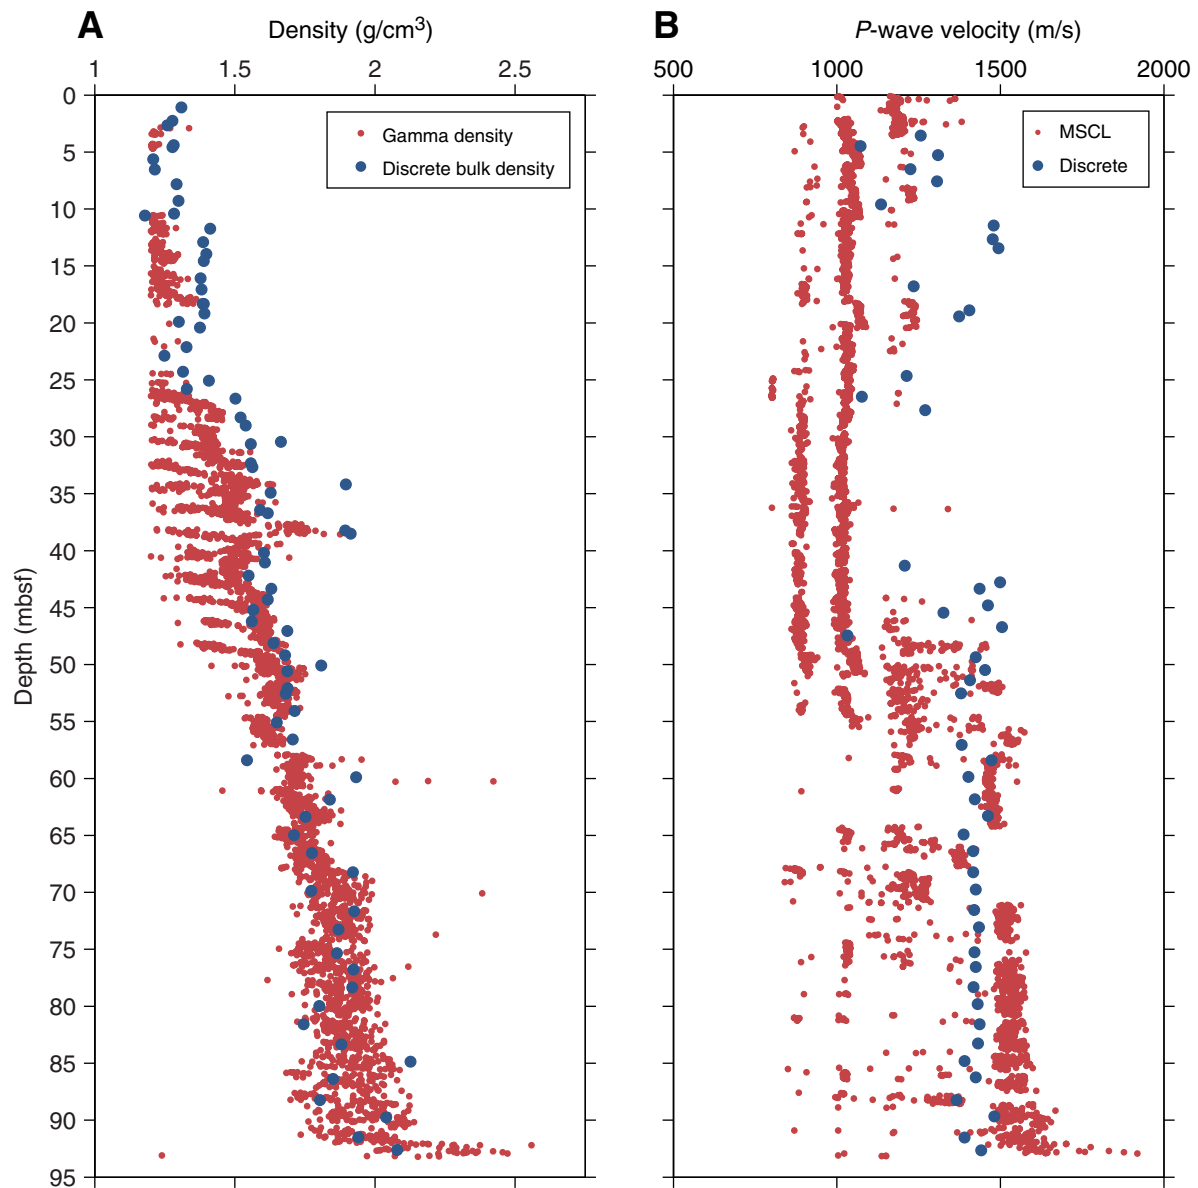 A Density (g/cm³) B P-wave velocity (m/s)
1 1.5 2 2.5 500 1000 1500 2000
0
Gamma density
Discrete bulk density
MSCL
Discrete
5
10
15
20
25
30
35
40
45
50
55
60
65
70
75
80
85
90
95
Depth (mbsf)